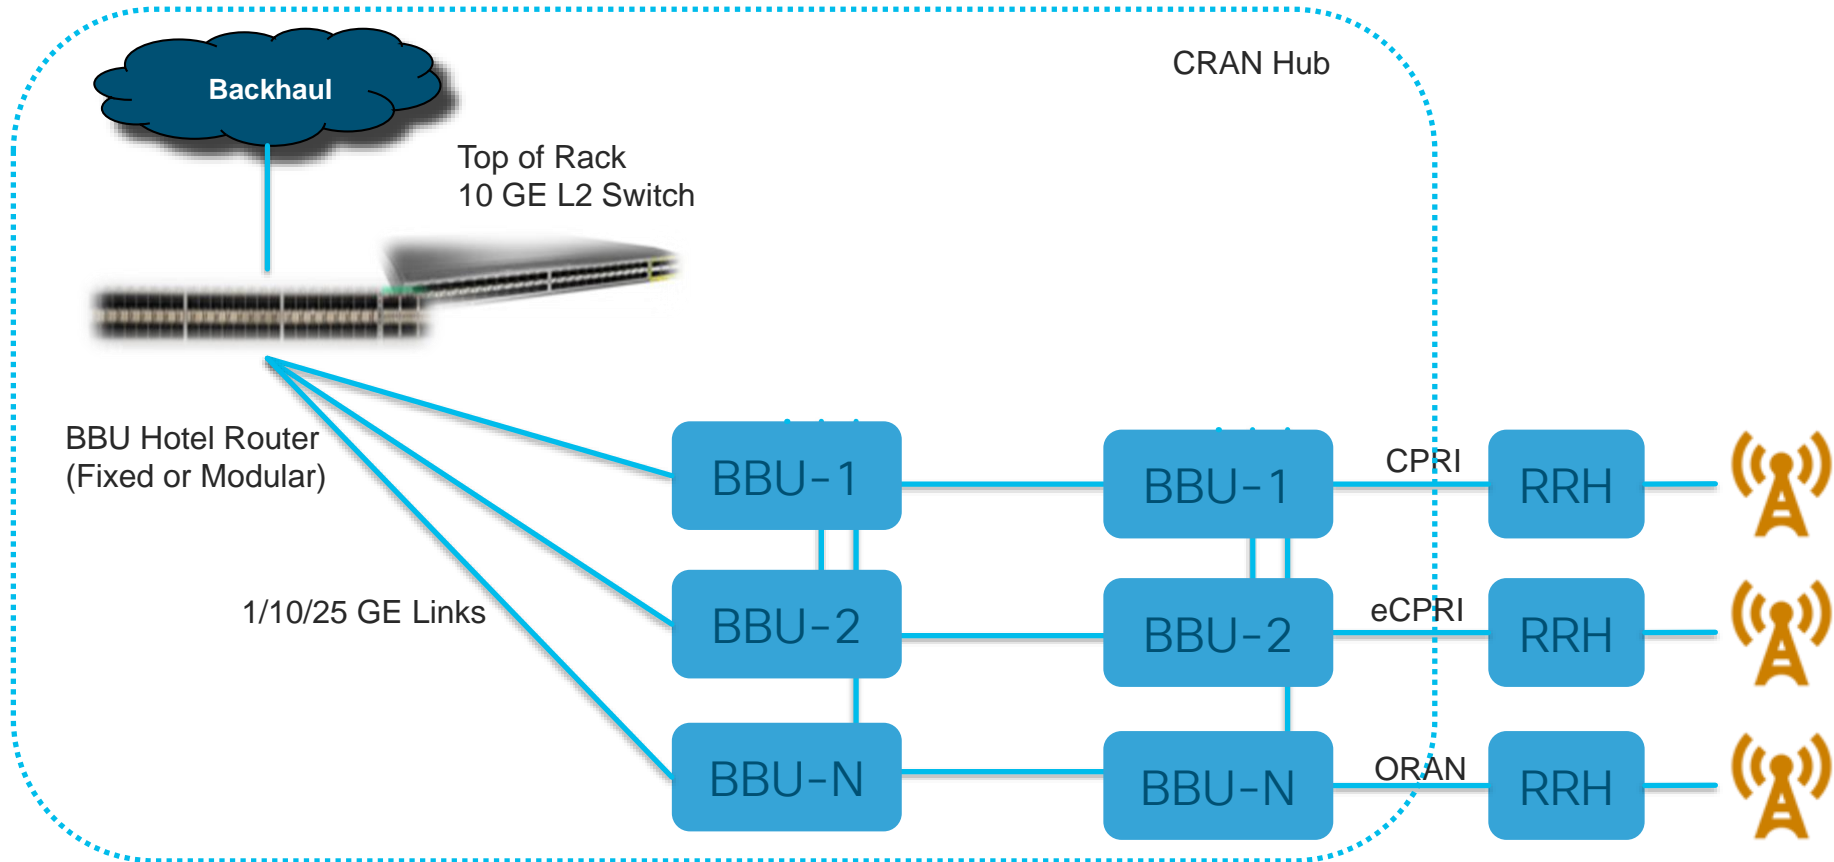 CRAN Hub
Backhaul
Top of Rack
10 GE L2 Switch
BBU Hotel Router
(Fixed or Modular)
1/10/25 GE Links
BBU-1
BBU-1
CPRI
RRH
BBU-2
BBU-2
eCPRI
RRH
BBU-N
BBU-N
ORAN
RRH